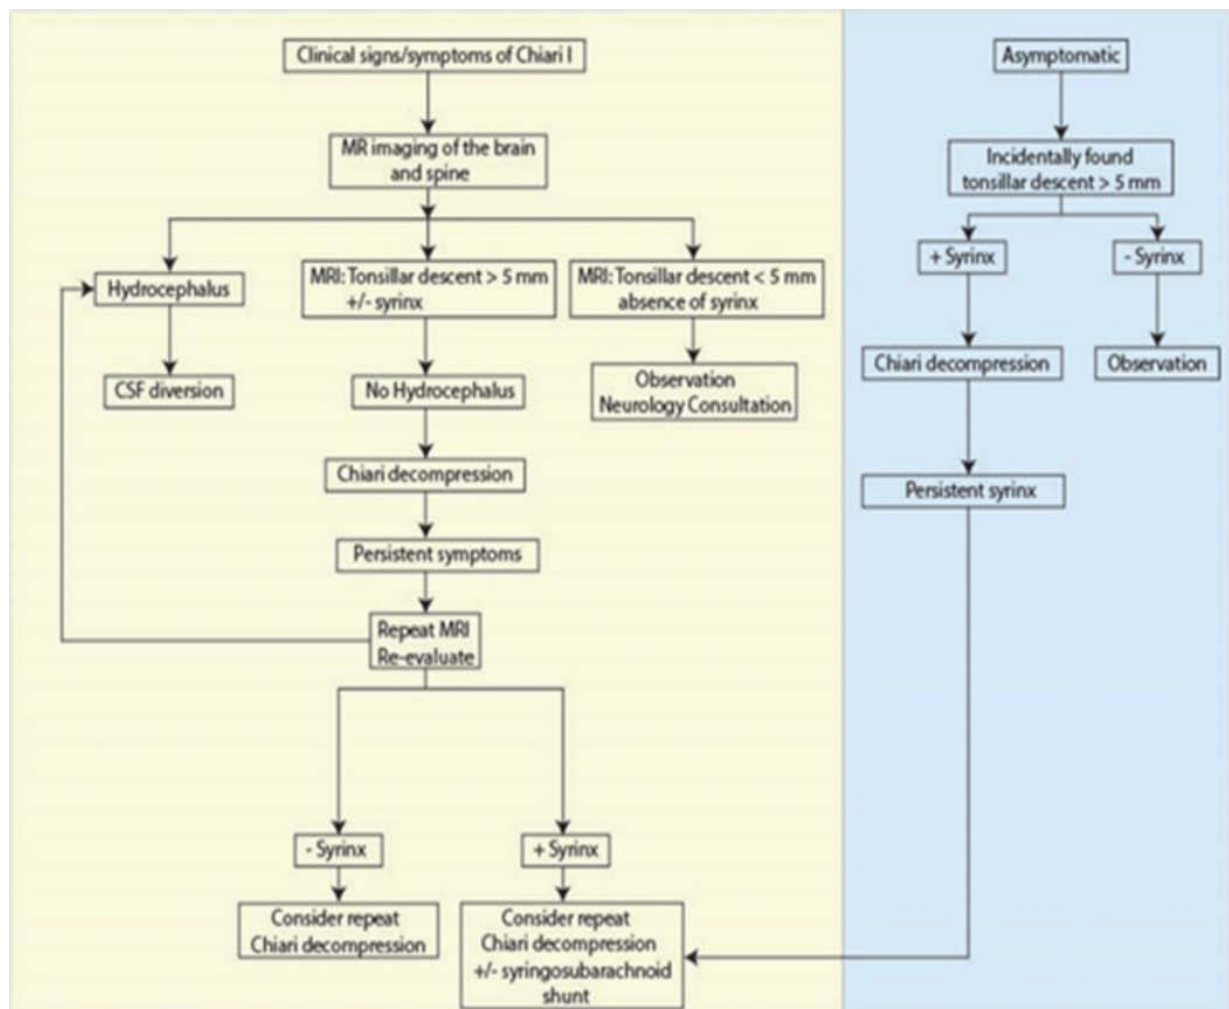 Clinical signs/symptoms of Chiari I
MR imaging of the brain
and spine
Hydrocephalus
CSF diversion
MRI: Tonsillar descent > 5 mm
+/- syrinx
No Hydrocephalus
Chiari decompression
Persistent symptoms
Repeat MRI
Re-evaluate
MRI: Tonsillar descent < 5 mm
absence of syrinx
Observation
Neurology Consultation
- Syrinx
Consider repeat
Chiari decompression
+ Syrinx
Consider repeat
Chiari decompression
+/- syringosubarachnoid
shunt
Asymptomatic
Incidentally found
tonsillar descent > 5 mm
+ Syrinx
Chiari decompression
Persistent syrinx
- Syrinx
Observation